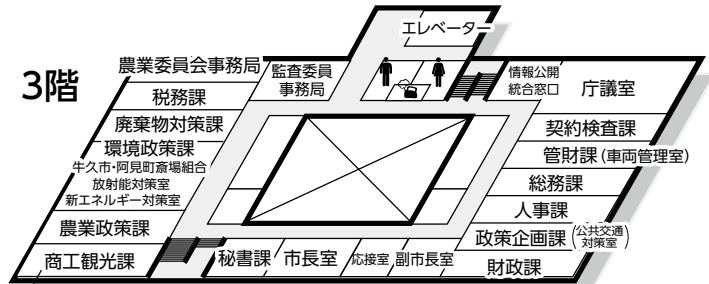 3階
エレベーター
農業委員会事務局
監査委員
事務局
情報公開
統合窓口
庁議室
税務課
廃棄物対策課
環境政策課
牛久市・阿見町斎場組合
放射能対策室
新エネルギー対策室
農業政策課
商工観光課
契約検査課
管財課(車両管理室)
総務課
人事課
政策企画課(公共交通
対策室)
財政課
秘書課
市長室
応接室
副市長室